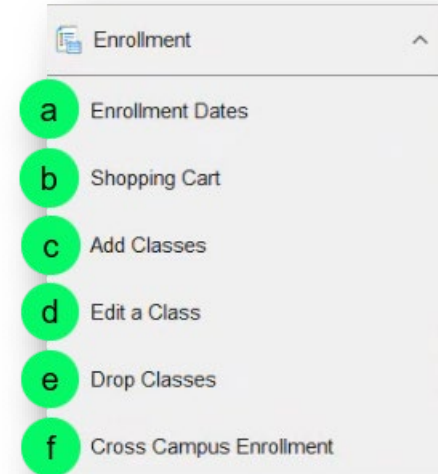 Enrollment
a Enrollment Dates
b Shopping Cart
c Add Classes
d Edit a Class
e Drop Classes
f Cross Campus Enrollment